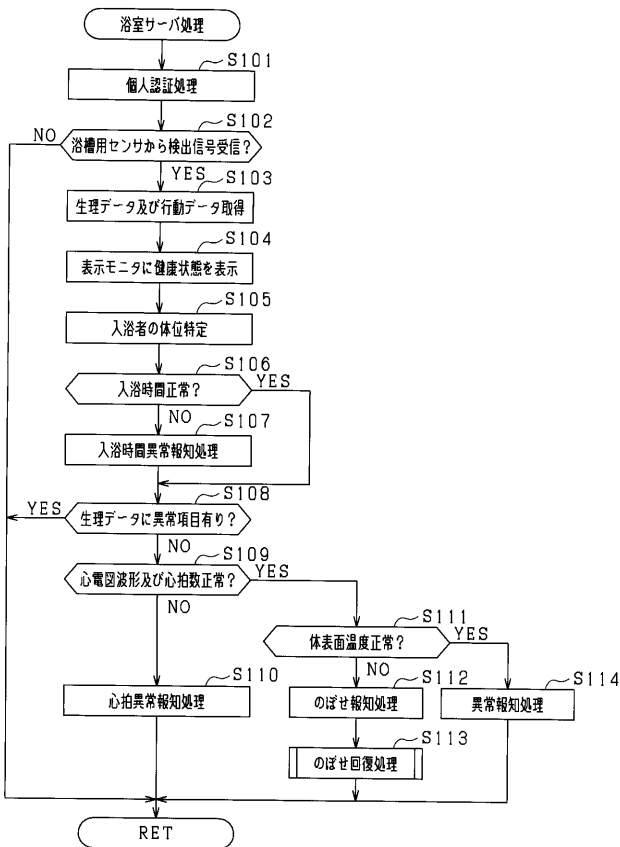 浴室サーバ処理
S101
個人認証処理
S102
NO
浴槽用センサから検出信号受信?
YES
S103
生理データ及び行動データ取得
S104
表示モニタに健康状態を表示
S105
入浴者の体位特定
S106
入浴時間正常?
YES
NO
S107
入浴時間異常報知処理
S108
YES
生理データに異常項目有り?
NO
S109
心電図波形及び心拍数正常?
YES
NO
S111
体表面温度正常?
YES
NO
S110
心拍異常報知処理
S112
のぼせ報知処理
S114
異常報知処理
S113
のぼせ回復処理
RET